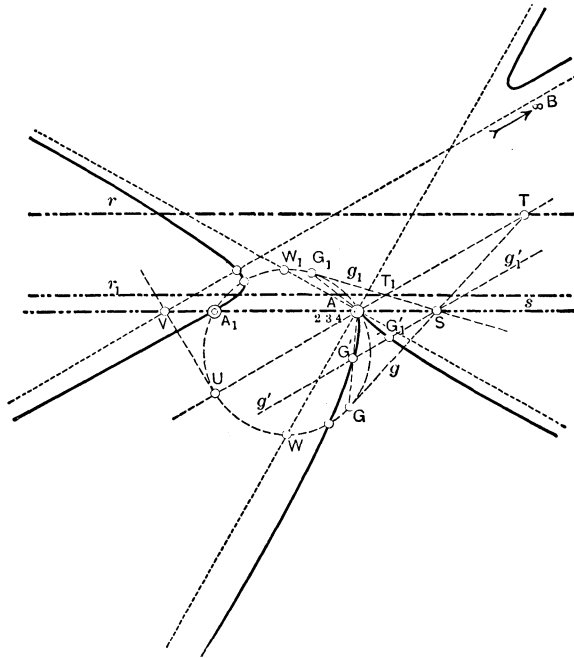 ∞ B
T
r
W₁ G₁ g₁ g₁′
r₁ A T₁ s
V A₁ 2 3 4 G₁′ S
G g
U g′ G
W